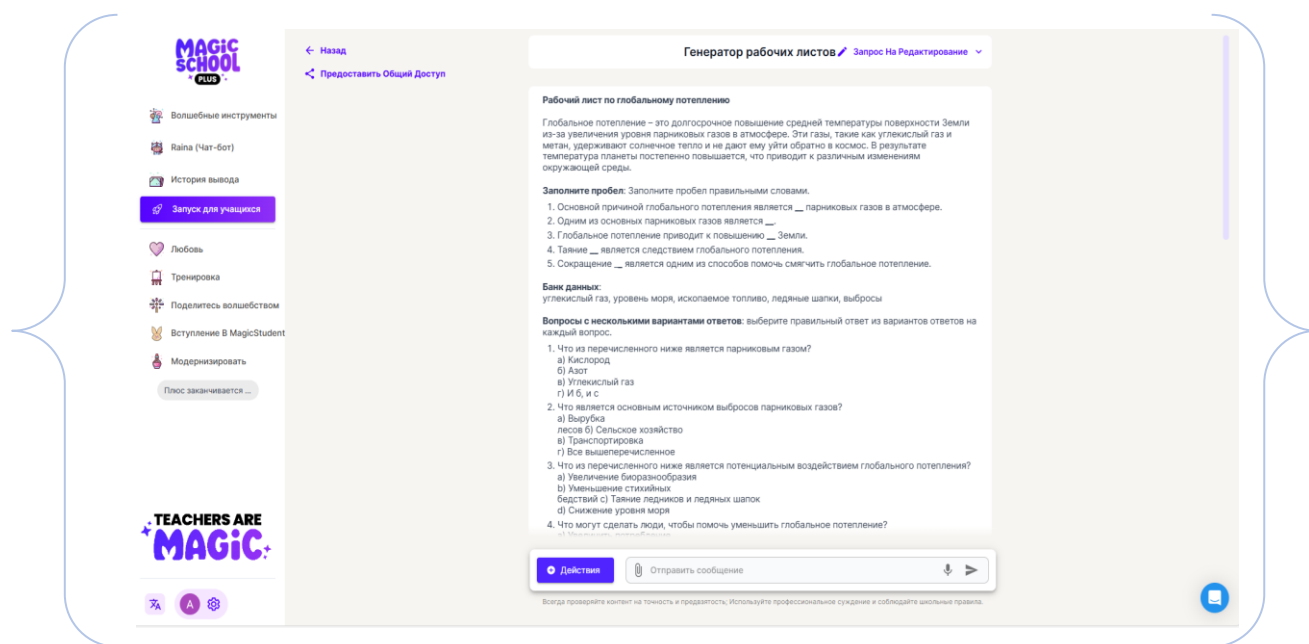 MAGiC
SCHOOL
PLUS
Волшебные инструменты
Raina (Чат-бот)
История вывода
Запуск для учащихся
Любовь
Тренировка
Поделитесь волшебством
Вступление В MagicStudent
Модернизировать
Плюс заканчивается ...
TEACHERS ARE
MAGiC
A
Назад
Предоставить Общий Доступ
Генератор рабочих листов
Запрос На Редактирование
Рабочий лист по глобальному потеплению
Глобальное потепление – это долгосрочное повышение средней температуры поверхности Земли
из-за увеличения уровня парниковых газов в атмосфере. Эти газы, такие как углекислый газ и
метан, удерживают солнечное тепло и не дают ему уйти обратно в космос. В результате
температура планеты постепенно повышается, что приводит к различным изменениям
окружающей среды.
Заполните пробел: Заполните пробел правильными словами.
1. Основной причиной глобального потепления является __ парниковых газов в атмосфере.
2. Одним из основных парниковых газов является __.
3. Глобальное потепление приводит к повышению __ Земли.
4. Таяние __ является следствием глобального потепления.
5. Сокращение __ является одним из способов помочь смягчить глобальное потепление.
Банк данных:
углекислый газ, уровень моря, ископаемое топливо, ледяные шапки, выбросы
Вопросы с несколькими вариантами ответов: выберите правильный ответ из вариантов ответов на
каждый вопрос.
1. Что из перечисленного ниже является парниковым газом?
а) Кислород
б) Азот
в) Углекислый газ
г) И б, и с
2. Что является основным источником выбросов парниковых газов?
а) Вырубка
лесов б) Сельское хозяйство
в) Транспортировка
г) Все вышеперечисленное
3. Что из перечисленного ниже является потенциальным воздействием глобального потепления?
а) Увеличение биоразнообразия
b) Уменьшение стихийных
бедствий c) Таяние ледников и ледяных шапок
d) Снижение уровня моря
4. Что могут сделать люди, чтобы помочь уменьшить глобальное потепление?
а) Увеличить потребление
Действия
Отправить сообщение
Всегда проверяйте контент на точность и предвзятость; Используйте профессиональное суждение и соблюдайте школьные правила.